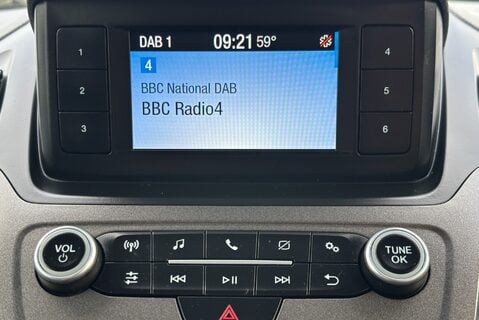 DAB 1 09:21 59°
4
BBC National DAB
BBC Radio4
1
2
3
4
5
6
VOL
TUNE
OK